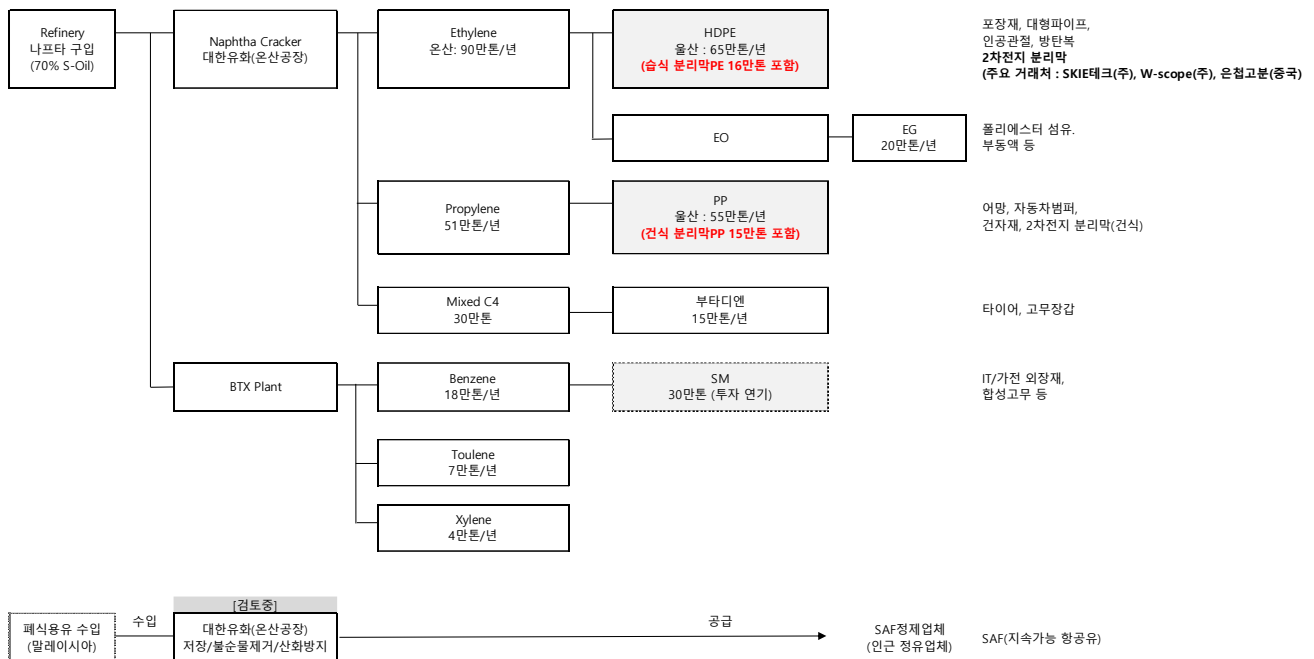 Refinery
나프타 구입
(70% S-Oil)
Naphtha Cracker
대한유화(온산공장)
Ethylene
온산: 90만톤/년
HDPE
울산 : 65만톤/년
(습식 분리막PE 16만톤 포함)
포장재, 대형파이프,
인공관절, 방탄복
2차전지 분리막
(주요 거래처 : SKIE테크(주), W-scope(주), 은첩고분(중국)
EO
EG
20만톤/년
폴리에스터 섬유.
부동액 등
Propylene
51만톤/년
PP
울산 : 55만톤/년
(건식 분리막PP 15만톤 포함)
어망, 자동차범퍼,
건자재, 2차전지 분리막(건식)
Mixed C4
30만톤
부타디엔
15만톤/년
타이어, 고무장갑
BTX Plant
Benzene
18만톤/년
SM
30만톤 (투자 연기)
IT/가전 외장재,
합성고무 등
Toulene
7만톤/년
Xylene
4만톤/년
[검토중]
폐식용유 수입
(말레이시아)
수입
대한유화(온산공장)
저장/불순물제거/산화방지
공급
SAF정제업체
(인근 정유업체)
SAF(지속가능 항공유)